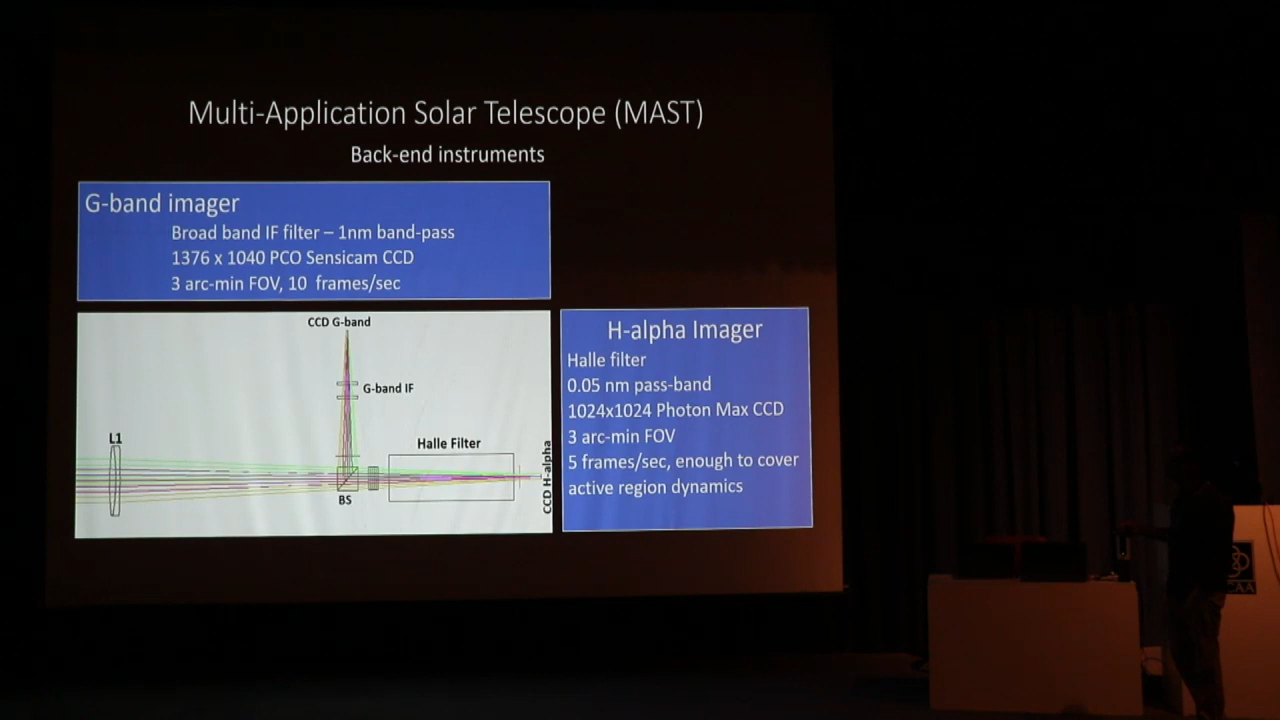 Multi-Application Solar Telescope (MAST)
Back-end instruments
G-band imager
Broad band IF filter – 1nm band-pass
1376 x 1040 PCO Sensicam CCD
3 arc-min FOV, 10 frames/sec
CCD G-band
G-band IF
L1
Halle Filter
BS
CCD H-alpha
H-alpha Imager
Halle filter
0.05 nm pass-band
1024x1024 Photon Max CCD
3 arc-min FOV
5 frames/sec, enough to cover
active region dynamics